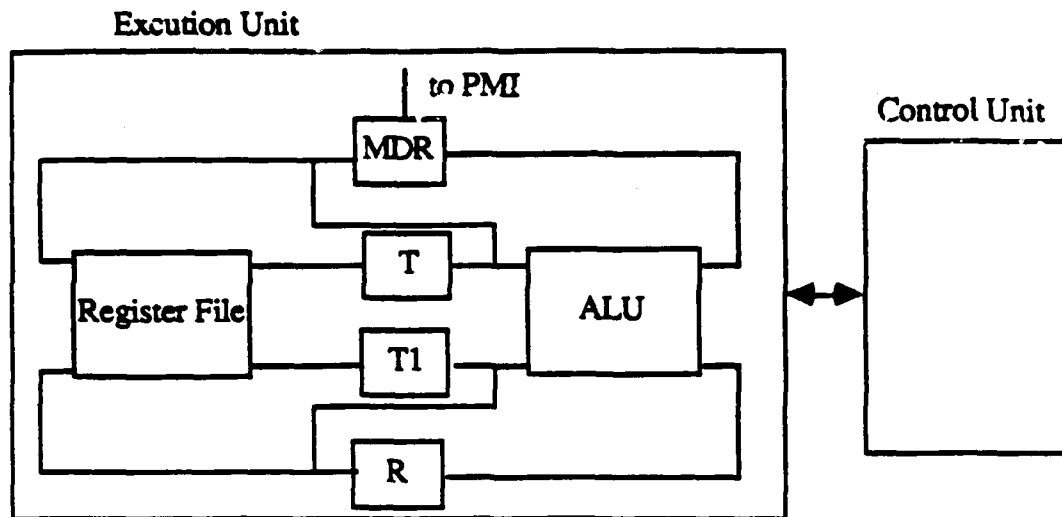 Excution Unit
to PMI
Control Unit
MDR
T
Register File
ALU
T1
R